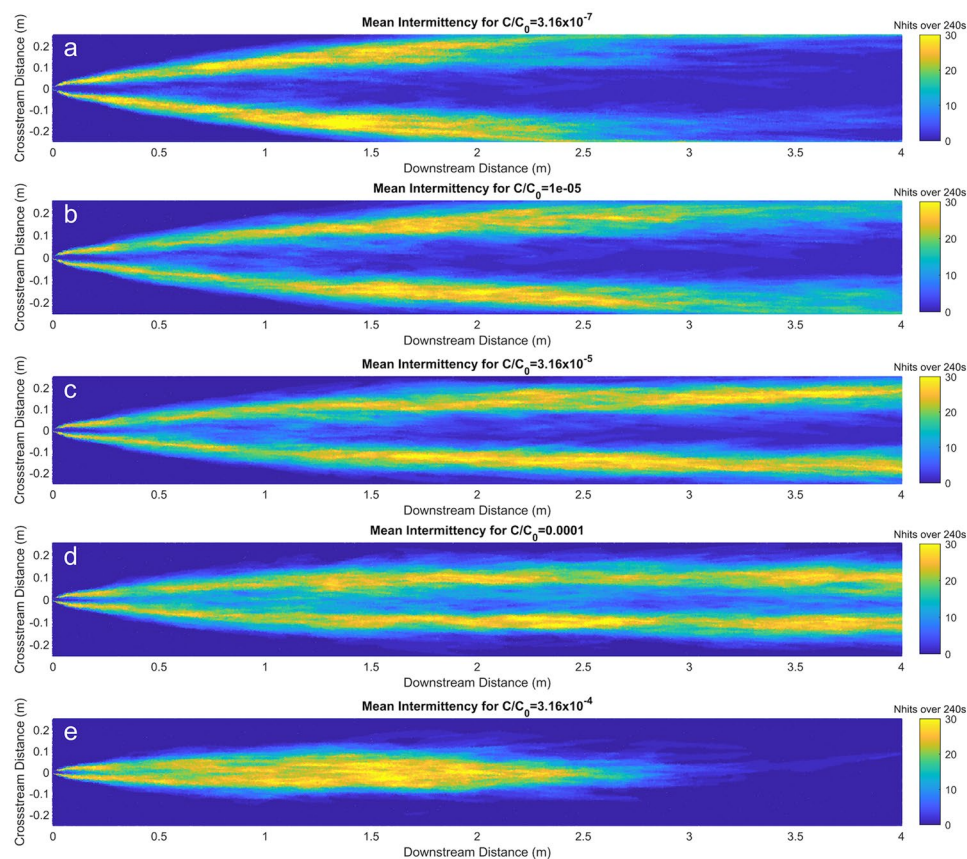 Mean Intermittency for C/C0=3.16x10-7
Nhits over 240s
a
Crossstream Distance (m)
0.2
0.1
0
-0.1
-0.2
30
20
10
0
0 0.5 1 1.5 2 2.5 3 3.5 4
Downstream Distance (m)
Mean Intermittency for C/C0=1e-05
Nhits over 240s
b
Crossstream Distance (m)
0.2
0.1
0
-0.1
-0.2
30
20
10
0
0 0.5 1 1.5 2 2.5 3 3.5 4
Downstream Distance (m)
Mean Intermittency for C/C0=3.16x10-5
Nhits over 240s
c
Crossstream Distance (m)
0.2
0.1
0
-0.1
-0.2
30
20
10
0
0 0.5 1 1.5 2 2.5 3 3.5 4
Downstream Distance (m)
Mean Intermittency for C/C0=0.0001
Nhits over 240s
d
Crossstream Distance (m)
0.2
0.1
0
-0.1
-0.2
30
20
10
0
0 0.5 1 1.5 2 2.5 3 3.5 4
Downstream Distance (m)
Mean Intermittency for C/C0=3.16x10-4
Nhits over 240s
e
Crossstream Distance (m)
0.2
0.1
0
-0.1
-0.2
30
20
10
0
0 0.5 1 1.5 2 2.5 3 3.5 4
Downstream Distance (m)